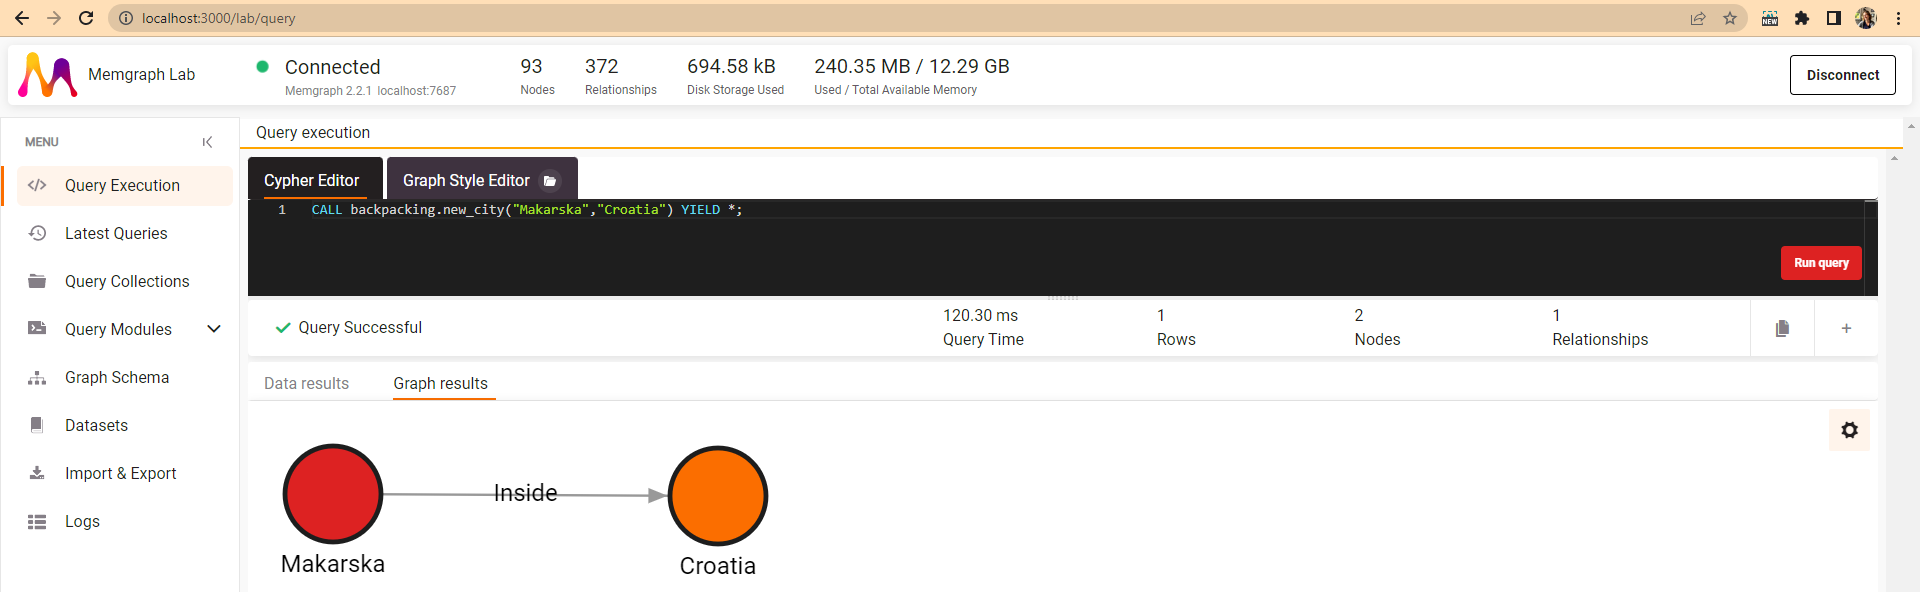 localhost:3000/lab/query
NEW
Memgraph Lab
Connected
Memgraph 2.2.1 localhost:7687
93
Nodes
372
Relationships
694.58 kB
Disk Storage Used
240.35 MB / 12.29 GB
Used / Total Available Memory
Disconnect
MENU
Query Execution
Latest Queries
Query Collections
Query Modules
Graph Schema
Datasets
Import & Export
Logs
Query execution
Cypher Editor
Graph Style Editor
1 CALL backpacking.new_city("Makarska","Croatia") YIELD *;
Run query
Query Successful
120.30 ms
Query Time
1
Rows
2
Nodes
1
Relationships
Data results
Graph results
Inside
Makarska
Croatia